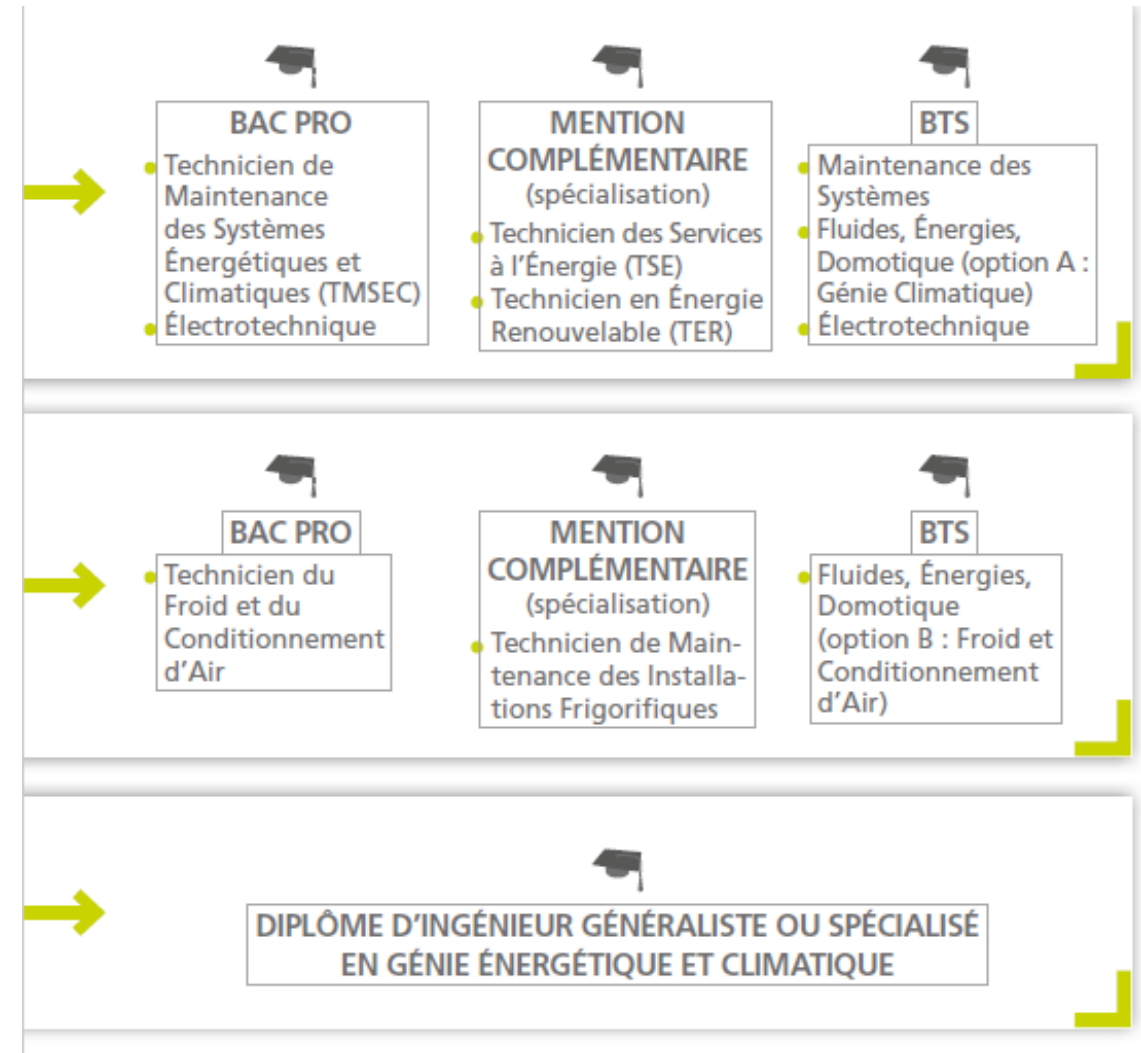 BAC PRO
Technicien de
Maintenance
des Systèmes
Énergétiques et
Climatiques (TMSEC)
Électrotechnique
MENTION
COMPLÉMENTAIRE
(spécialisation)
Technicien des Services
à l'Énergie (TSE)
Technicien en Énergie
Renouvelable (TER)
BTS
Maintenance des
Systèmes
Fluides, Énergies,
Domotique (option A :
Génie Climatique)
Électrotechnique
BAC PRO
Technicien du
Froid et du
Conditionnement
d'Air
MENTION
COMPLÉMENTAIRE
(spécialisation)
Technicien de Main-
tenance des Installa-
tions Frigorifiques
BTS
Fluides, Énergies,
Domotique
(option B : Froid et
Conditionnement
d'Air)
DIPLÔME D'INGÉNIEUR GÉNÉRALISTE OU SPÉCIALISÉ
EN GÉNIE ÉNERGÉTIQUE ET CLIMATIQUE